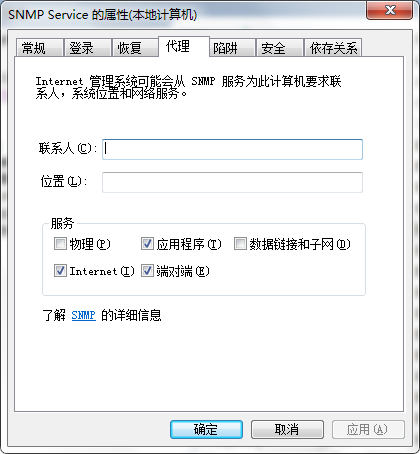 SNMP Service 的属性(本地计算机)
常规 登录 恢复 代理 陷阱 安全 依存关系
Internet 管理系统可能会从 SNMP 服务为此计算机要求联
系人，系统位置和网络服务。
联系人(C):
位置(L):
服务
物理(P) 应用程序(T) 数据链接和子网(D)
Internet(I) 端对端(E)
了解 SNMP 的详细信息
确定 取消 应用(A)